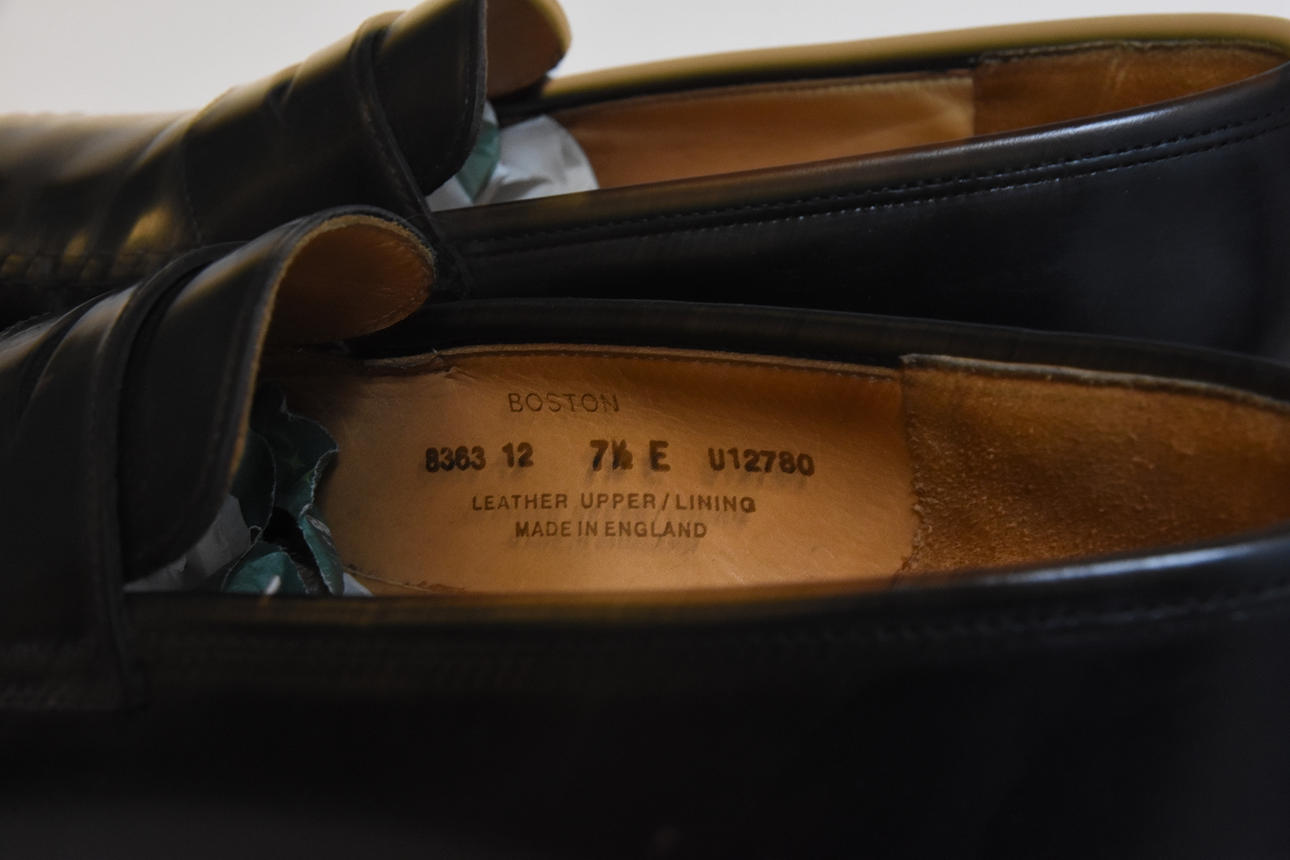 BOSTON
8363 12 7½ E U12780
LEATHER UPPER/LINING
MADE IN ENGLAND